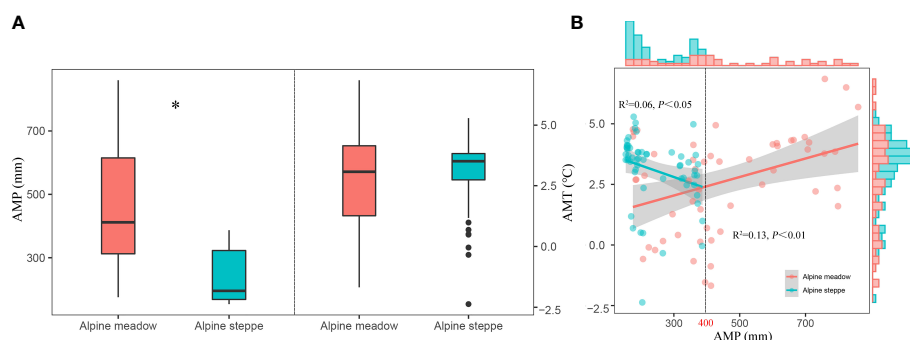 A
AMP (mm)
700
500
300
*
Alpine meadow
Alpine steppe
Alpine meadow
Alpine steppe
5.0
2.5
0.0
−2.5
AMT (°C)
B
5.0
2.5
0.0
−2.5
R²=0.06, P<0.05
R²=0.13, P<0.01
Alpine meadow
Alpine steppe
300
400
500
700
AMP (mm)